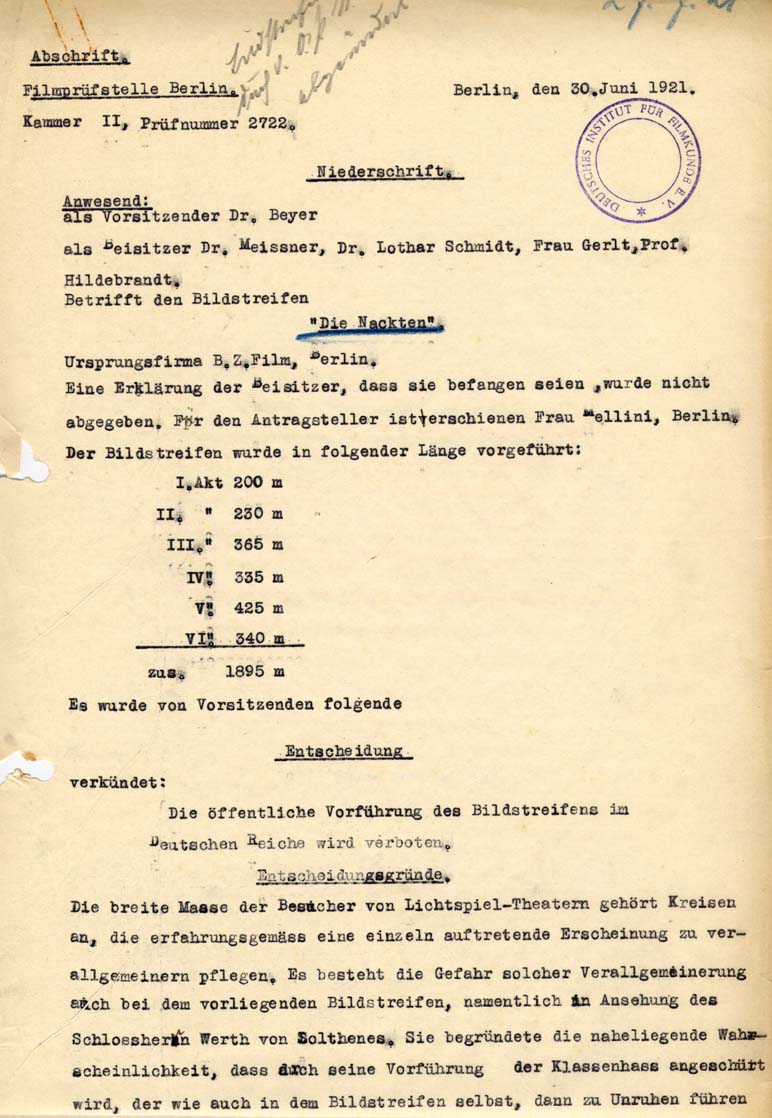 2
Abschrift.
Filmprüfstelle Berlin.
Kammer II, Prüfnummer 2722.
durch v. O.P.
abgeändert
Berlin, den 30.Juni 1921.
DEUTSCHES INSTITUT FÜR FILMKUNDE E.V.
Niederschrift.
Anwesend:
als Vorsitzender Dr. Beyer
als Beisitzer Dr. Meissner, Dr. Lothar Schmidt, Frau Gerlt,Prof.
Hildebrandt.
Betrifft den Bildstreifen
"Die Nackten".
Ursprungsfirma B.Z.Film, Berlin.
Eine Erklärung der Beisitzer, dass sie befangen seien ,wurde nicht
abgegeben. Für den Antragsteller ist erschienen Frau Mellini, Berlin.
Der Bildstreifen wurde in folgender Länge vorgeführt:
I.Akt 200 m
II. " 230 m
III." 365 m
IV". 335 m
V". 425 m
VI". 340 m
zus. 1895 m
Es wurde von Vorsitzenden folgende
Entscheidung
verkündet:
Die öffentliche Vorführung des Bildstreifens im
Deutschen Reiche wird verboten.
Entscheidungsgründe.
Die breite Masse der Besucher von Lichtspiel-Theatern gehört Kreisen
an, die erfahrungsgemäss eine einzeln auftretende Erscheinung zu ver-
allgemeinern pflegen. Es besteht die Gefahr solcher Verallgemeinerung
auch bei dem vorliegenden Bildstreifen, namentlich in Ansehung des
Schlossherrn Werth von Solthenes. Sie begründete die naheliegende Wahr-
scheinlichkeit, dass durch seine Vorführung der Klassenhass angeschürt
wird, der wie auch in dem Bildstreifen selbst, dann zu Unruhen führen